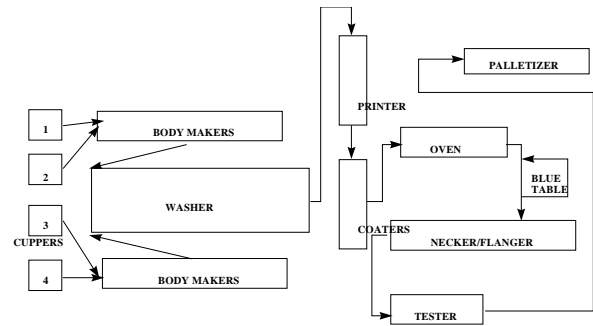 PALLETIZER
PRINTER
1
BODY MAKERS
2
OVEN
BLUE
TABLE
WASHER
3
CUPPERS
COATERS
NECKER/FLANGER
4
BODY MAKERS
TESTER